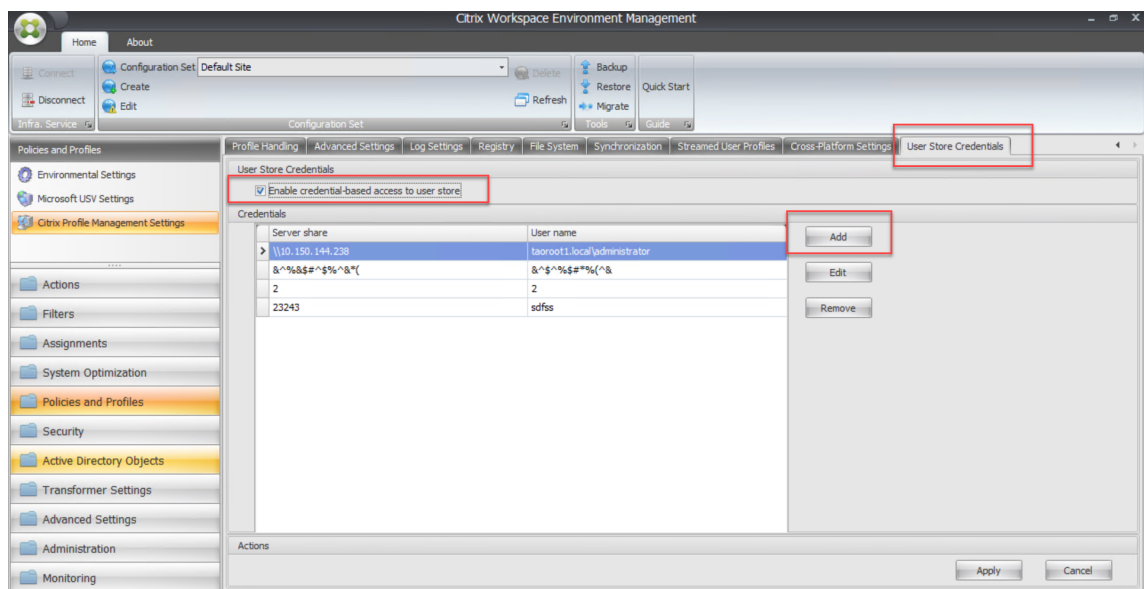 Citrix Workspace Environment Management
Home About
Connect
Disconnect
Infra. Service
Configuration Set Default Site
Create
Edit
Delete
Refresh
Configuration Set
Backup
Restore
Migrate
Tools
Quick Start
Guide
Policies and Profiles
Environmental Settings
Microsoft USV Settings
Citrix Profile Management Settings
Actions
Filters
Assignments
System Optimization
Policies and Profiles
Security
Active Directory Objects
Transformer Settings
Advanced Settings
Administration
Monitoring
Profile Handling Advanced Settings Log Settings Registry File System Synchronization Streamed User Profiles Cross-Platform Settings User Store Credentials
User Store Credentials
Enable credential-based access to user store
Credentials
Server share User name
\\10.150.144.238 taoroot1.local\administrator
&^%&$#^$%^&*( &^$^%$#*%(^&
2 2
23243 sdfss
Add
Edit
Remove
Actions
Apply Cancel